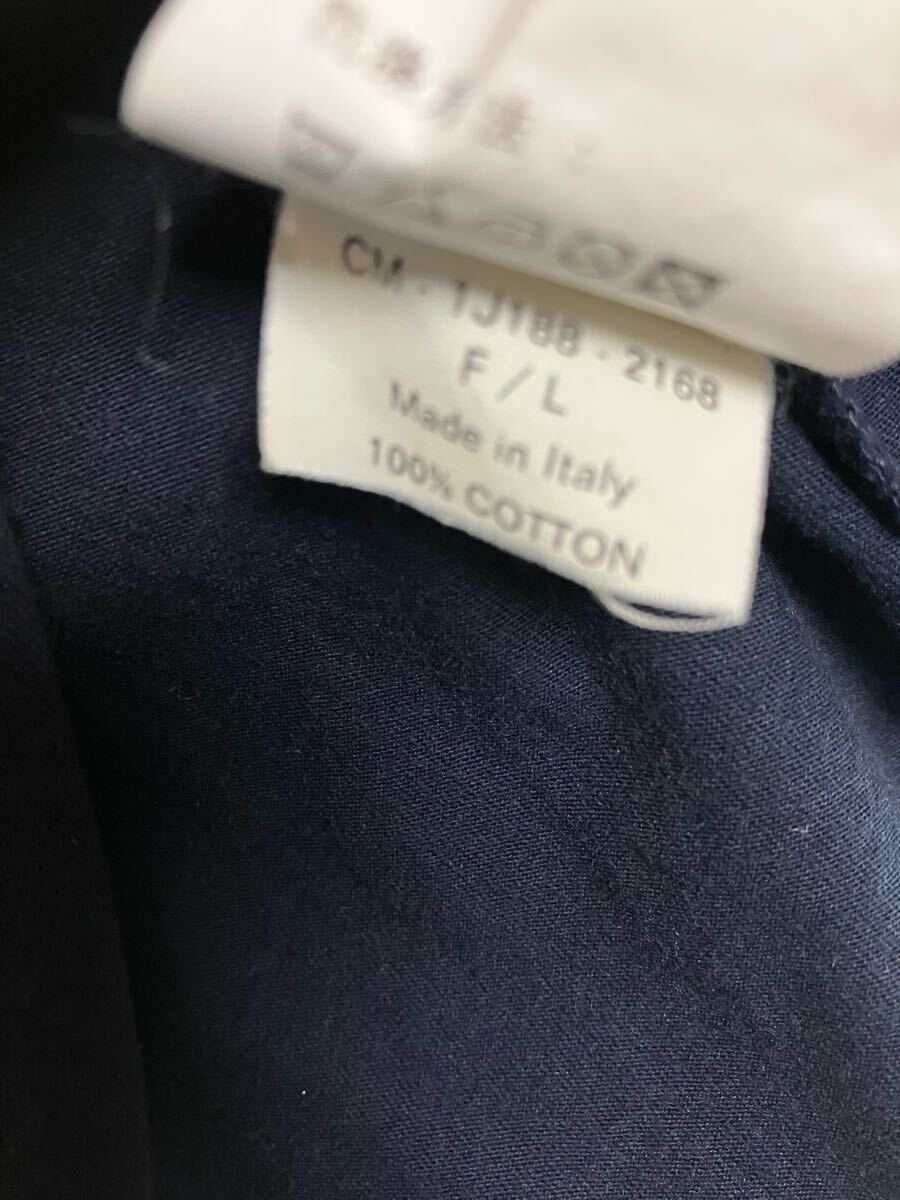 CM - 1J188 - 2168
F / L
Made in Italy
100% COTTON